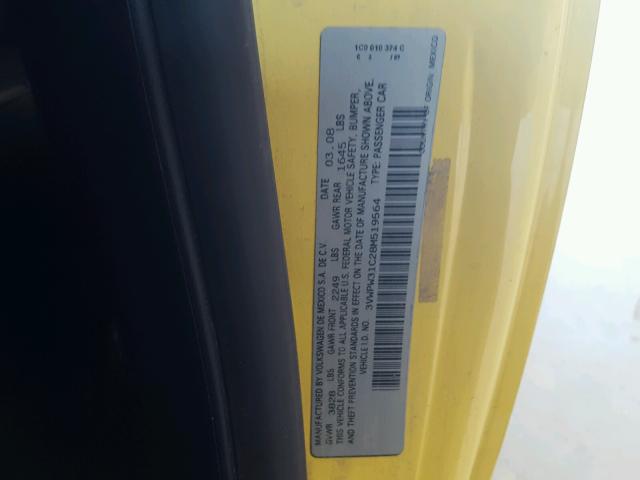 1C0 010 374 G
MANUFACTURED BY VOLKSWAGEN DE MEXICO S.A. DE C.V. DATE 03.08
GVWR 3828 LBS GAWR FRONT 2249 LBS GAWR REAR 1645 LBS
THIS VEHICLE CONFORMS TO ALL APPLICABLE U.S. FEDERAL MOTOR VEHICLE SAFETY, BUMPER,
AND THEFT PREVENTION STANDARDS IN EFFECT ON THE DATE OF MANUFACTURE SHOWN ABOVE.
VEHICLE I.D. NO. 3VWPW31C28M519564 TYPE: PASSENGER CAR
OF ORIGIN MEXICO